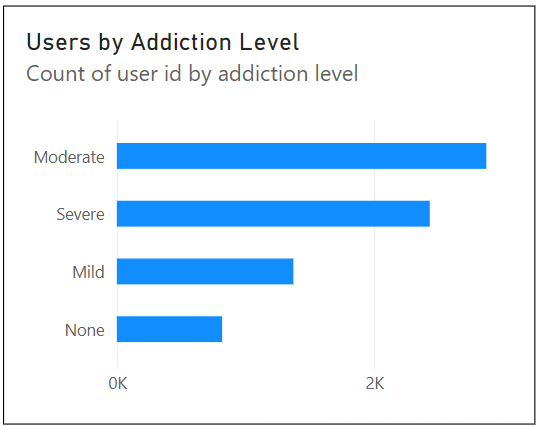 Users by Addiction Level
Count of user id by addiction level
Moderate
Severe
Mild
None
0K 2K